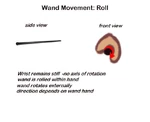 Wand Movement: Roll
side view
front view
Wrist remains still -no axis of rotation
wand is rolled within hand
wand rotates externally
direction depends on wand hand